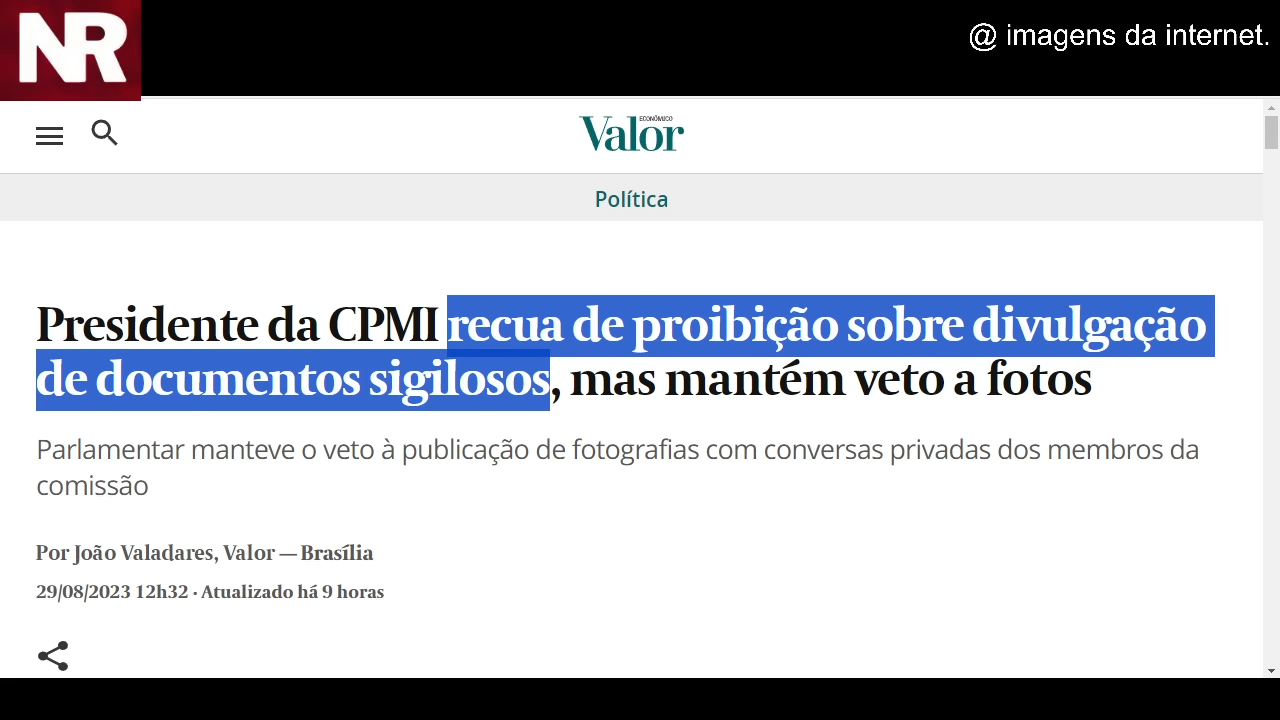 NR
@ imagens da internet.
Valor
ECONÔMICO
Política
Presidente da CPMI recua de proibição sobre divulgação
de documentos sigilosos, mas mantém veto a fotos
Parlamentar manteve o veto à publicação de fotografias com conversas privadas dos membros da
comissão
Por João Valadares, Valor — Brasília
29/08/2023 12h32 · Atualizado há 9 horas